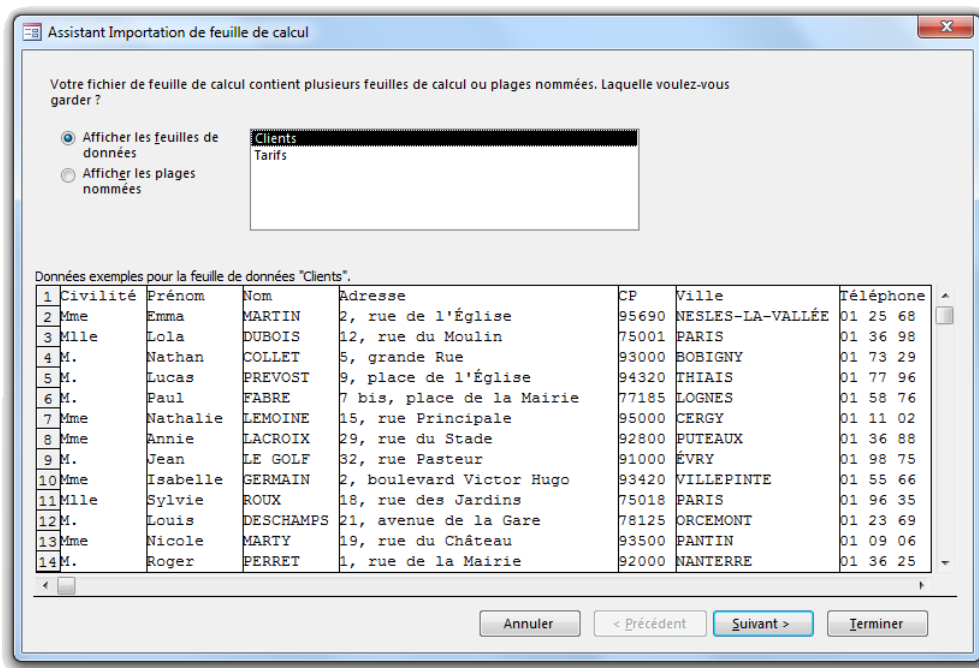 Assistant Importation de feuille de calcul
Votre fichier de feuille de calcul contient plusieurs feuilles de calcul ou plages nommées. Laquelle voulez-vous
garder ?
Afficher les feuilles de
données
Afficher les plages
nommées
Clients
Tarifs
Données exemples pour la feuille de données "Clients".
1 Civilité Prénom Nom Adresse CP Ville Téléphone
2 Mme Emma MARTIN 2, rue de l'Église 95690 NESLES-LA-VALLÉE 01 25 68
3 Mlle Lola DUBOIS 12, rue du Moulin 75001 PARIS 01 36 98
4 M. Nathan COLLET 5, grande Rue 93000 BOBIGNY 01 73 29
5 M. Lucas PREVOST 9, place de l'Église 94320 THIAIS 01 77 96
6 M. Paul FABRE 7 bis, place de la Mairie 77185 LOGNES 01 58 76
7 Mme Nathalie LEMOINE 15, rue Principale 95000 CERGY 01 11 02
8 Mme Annie LACROIX 29, rue du Stade 92800 PUTEAUX 01 36 88
9 M. Jean LE GOLF 32, rue Pasteur 91000 ÉVRY 01 98 75
10 Mme Isabelle GERMAIN 2, boulevard Victor Hugo 93420 VILLEPINTE 01 55 66
11 Mlle Sylvie ROUX 18, rue des Jardins 75018 PARIS 01 96 35
12 M. Louis DESCHAMPS 21, avenue de la Gare 78125 ORCEMONT 01 23 69
13 Mme Nicole MARTY 19, rue du Château 93500 PANTIN 01 09 06
14 M. Roger PERRET 1, rue de la Mairie 92000 NANTERRE 01 36 25
Annuler < Précédent Suivant > Terminer